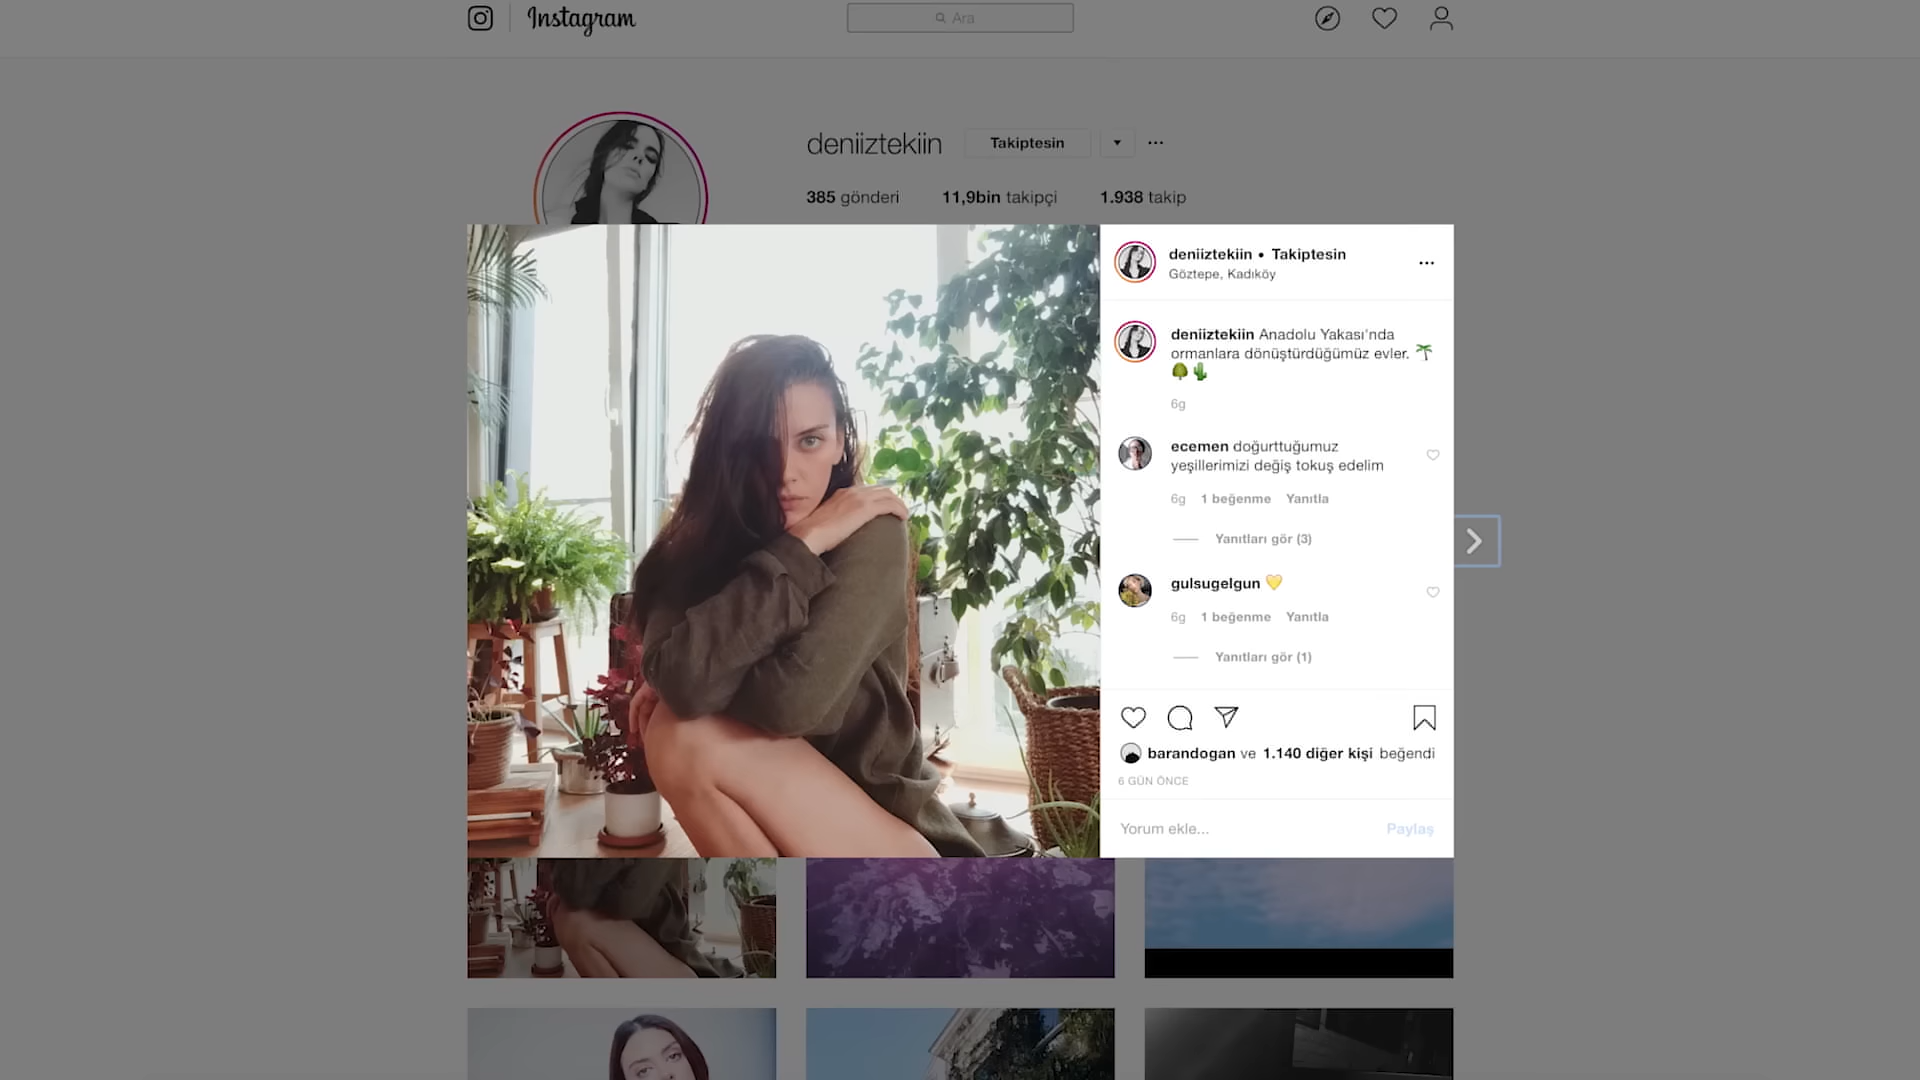 Instagram
Ara
deniiztekiin Takiptesin
385 gönderi 11,9bin takipçi 1.938 takip
deniiztekiin • Takiptesin
Göztepe, Kadıköy
deniiztekiin Anadolu Yakası'nda
ormanlara dönüştürdüğümüz evler. 🌴
🌳🌵
6g
ecemen doğurttuğumuz
yeşillerimizi değiş tokuş edelim
6g 1 beğenme Yanıtla
Yanıtları gör (3)
gulsugelgun 💛
6g 1 beğenme Yanıtla
Yanıtları gör (1)
barandogan ve 1.140 diğer kişi beğendi
6 GÜN ÖNCE
Yorum ekle... Paylaş